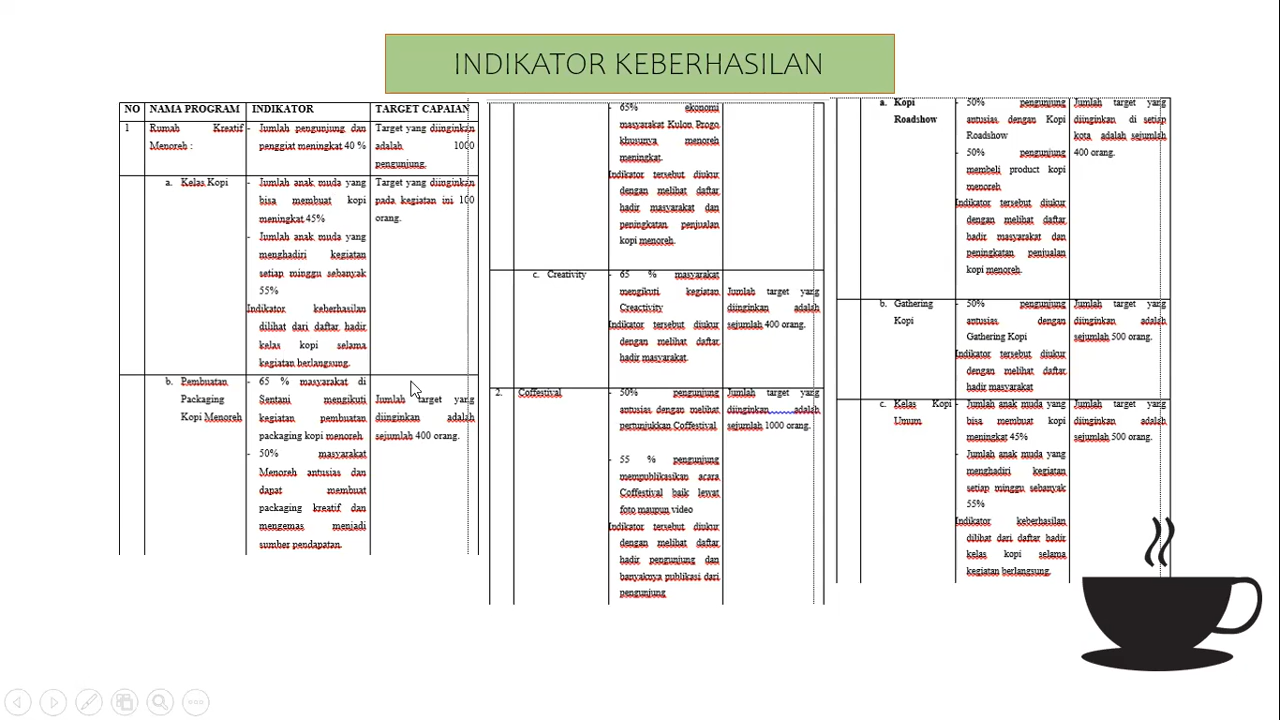 INDIKATOR KEBERHASILAN
NO NAMA PROGRAM INDIKATOR TARGET CAPAIAN
1 Rumah Kreatif
Menoreh :
- Jumlah pengunjung dan
penggiat meningkat 40 %
Target yang diinginkan
adalah 1000
pengunjung.
a. Kelas Kopi
- Jumlah anak muda yang
bisa membuat kopi
meningkat 45%
- Jumlah anak muda yang
menghadiri kegiatan
setiap minggu sebanyak
55%
Indikator keberhasilan
dilihat dari daftar hadir
kelas kopi selama
kegiatan berlangsung.
Target yang diinginkan
pada kegiatan ini 100
orang.
b. Pembuatan
Packaging
Kopi Menoreh
- 65 % masyarakat di
Sentani mengikuti
kegiatan pembuatan
packaging kopi menoreh
- 50% masyarakat
Menoreh antusias dan
dapat membuat
packaging kreatif dan
mengemas menjadi
sumber pendapatan.
Jumlah target yang
diinginkan adalah
sejumlah 400 orang.
- 65% ekonomi
masyarakat Kulon Progo
khusunya menoreh
meningkat.
Indikator tersebut diukur
dengan melihat daftar
hadir masyarakat dan
peningkatan penjualan
kopi menoreh.
c. Creativity
- 65 % masyarakat
mengikuti kegiatan
Creactivity
Indikator tersebut diukur
dengan melihat daftar
hadir masyarakat.
Jumlah target yang
diinginkan adalah
sejumlah 400 orang.
2. Coffestival
- 50% pengunjung
antusias dengan melihat
pertunjukkan Coffestival
- 55 % pengunjung
mempublikasikan acara
Coffestival baik lewat
foto maupun video
Indikator tersebut diukur
dengan melihat daftar
hadir pengunjung dan
banyaknya publikasi dari
pengunjung
Jumlah target yang
diinginkan adalah
sejumlah 1000 orang.
a. Kopi
Roadshow
- 50% pengunjung
antusias dengan Kopi
Roadshow
- 50% pengunjung
membeli product kopi
menoreh
Indikator tersebut diukur
dengan melihat daftar
hadir masyarakat dan
peningkatan penjualan
kopi menoreh.
Jumlah target yang
diinginkan di setiap
kota adalah sejumlah
400 orang.
b. Gathering
Kopi
- 50% pengunjung
antusias dengan
Gathering Kopi
Indikator tersebut diukur
dengan melihat daftar
hadir masyarakat
Jumlah target yang
diinginkan adalah
sejumlah 500 orang.
c. Kelas Kopi
Umum
- Jumlah anak muda yang
bisa membuat kopi
meningkat 45%
- Jumlah anak muda yang
menghadiri kegiatan
setiap minggu sebanyak
55%
Indikator keberhasilan
dilihat dari daftar hadir
kelas kopi selama
kegiatan berlangsung.
Jumlah target yang
diinginkan adalah
sejumlah 500 orang.